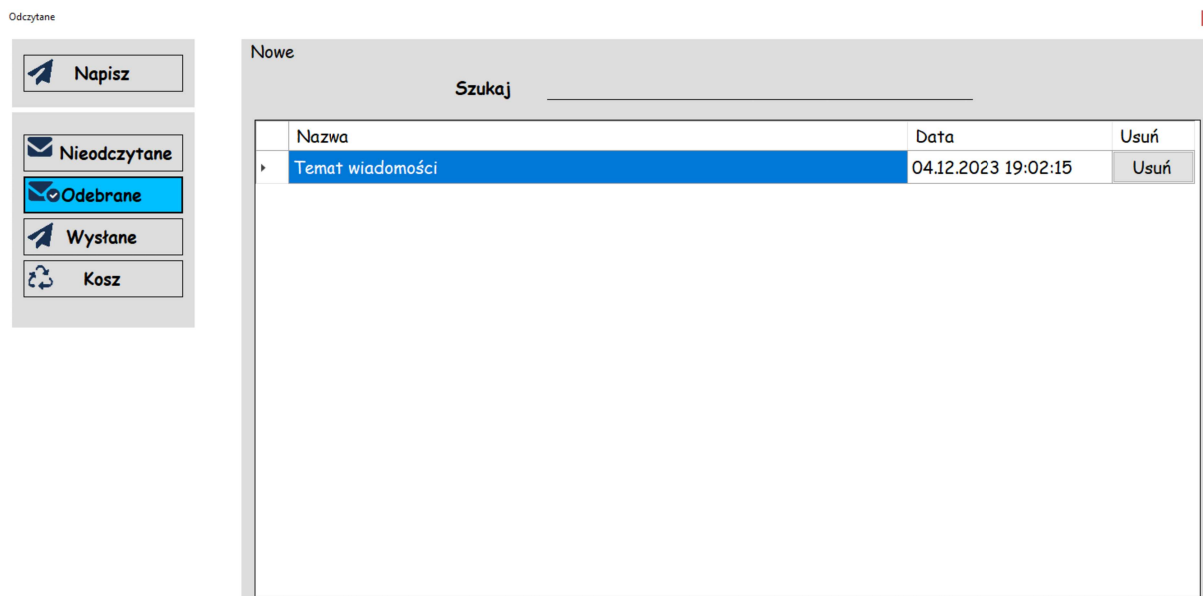 Odczytane
Napisz
Nieodczytane
Odebrane
Wysłane
Kosz
Nowe
Szukaj
Nazwa Data Usuń
Temat wiadomości 04.12.2023 19:02:15 Usuń